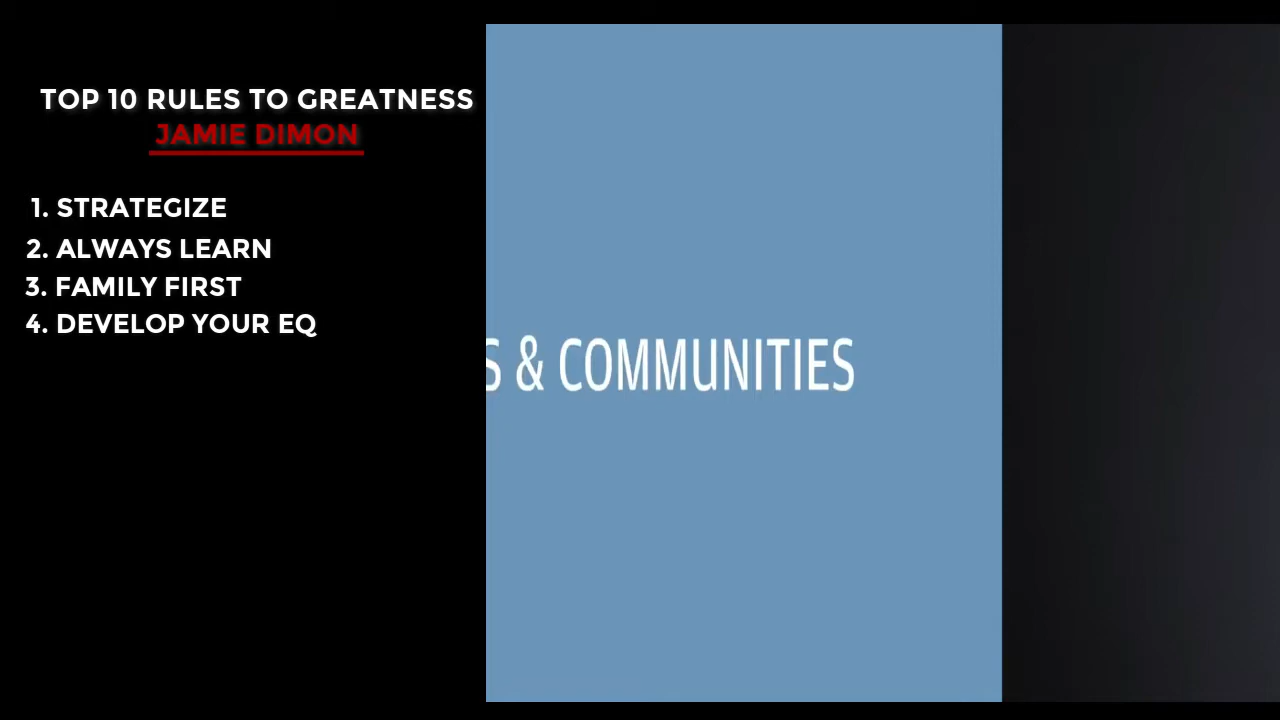 TOP 10 RULES TO GREATNESS
JAMIE DIMON
1. STRATEGIZE
2. ALWAYS LEARN
3. FAMILY FIRST
4. DEVELOP YOUR EQ
S & COMMUNITIES